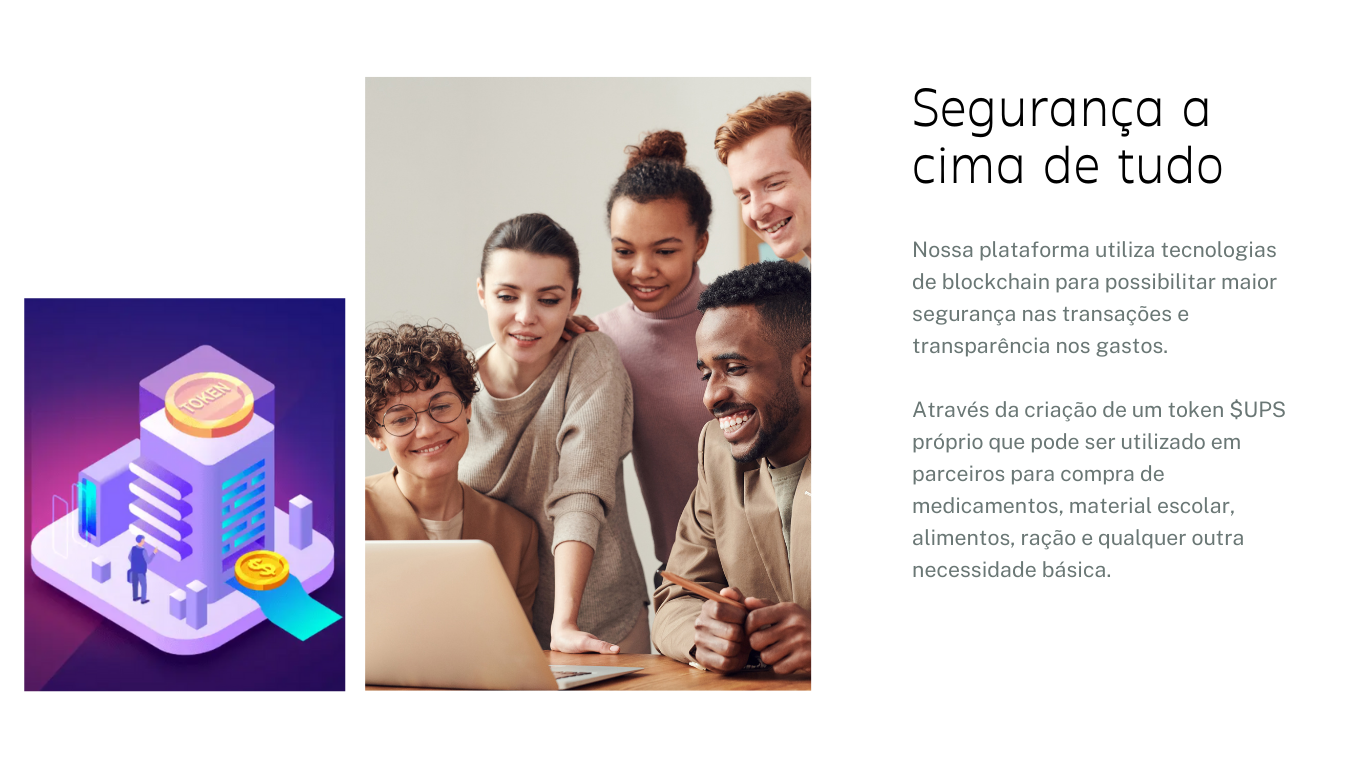 Segurança a
cima de tudo
Nossa plataforma utiliza tecnologias
de blockchain para possibilitar maior
segurança nas transações e
transparência nos gastos.
Através da criação de um token $UPS
próprio que pode ser utilizado em
parceiros para compra de
medicamentos, material escolar,
alimentos, ração e qualquer outra
necessidade básica.
TOKEN
$